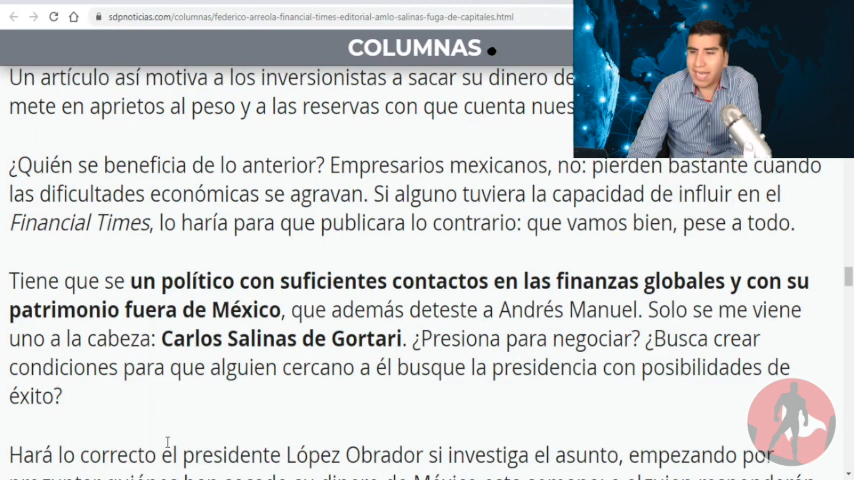 sdpnoticias.com/columnas/federico-arreola-financial-times-editorial-amlo-salinas-fuga-de-capitales.html
COLUMNAS
Un artículo así motiva a los inversionistas a sacar su dinero de
mete en aprietos al peso y a las reservas con que cuenta nues
¿Quién se beneficia de lo anterior? Empresarios mexicanos, no: pierden bastante cuando
las dificultades económicas se agravan. Si alguno tuviera la capacidad de influir en el
Financial Times, lo haría para que publicara lo contrario: que vamos bien, pese a todo.
Tiene que se un político con suficientes contactos en las finanzas globales y con su
patrimonio fuera de México, que además deteste a Andrés Manuel. Solo se me viene
uno a la cabeza: Carlos Salinas de Gortari. ¿Presiona para negociar? ¿Busca crear
condiciones para que alguien cercano a él busque la presidencia con posibilidades de
éxito?
Hará lo correcto el presidente López Obrador si investiga el asunto, empezando por